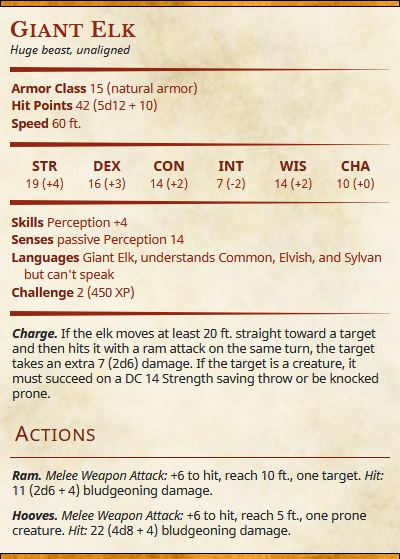 GIANT ELK
Huge beast, unaligned
Armor Class 15 (natural armor)
Hit Points 42 (5d12 + 10)
Speed 60 ft.
STR DEX CON INT WIS CHA
19 (+4) 16 (+3) 14 (+2) 7 (-2) 14 (+2) 10 (+0)
Skills Perception +4
Senses passive Perception 14
Languages Giant Elk, understands Common, Elvish, and Sylvan
but can't speak
Challenge 2 (450 XP)
Charge. If the elk moves at least 20 ft. straight toward a target
and then hits it with a ram attack on the same turn, the target
takes an extra 7 (2d6) damage. If the target is a creature, it
must succeed on a DC 14 Strength saving throw or be knocked
prone.
ACTIONS
Ram. Melee Weapon Attack: +6 to hit, reach 10 ft., one target. Hit:
11 (2d6 + 4) bludgeoning damage.
Hooves. Melee Weapon Attack: +6 to hit, reach 5 ft., one prone
creature. Hit: 22 (4d8 + 4) bludgeoning damage.